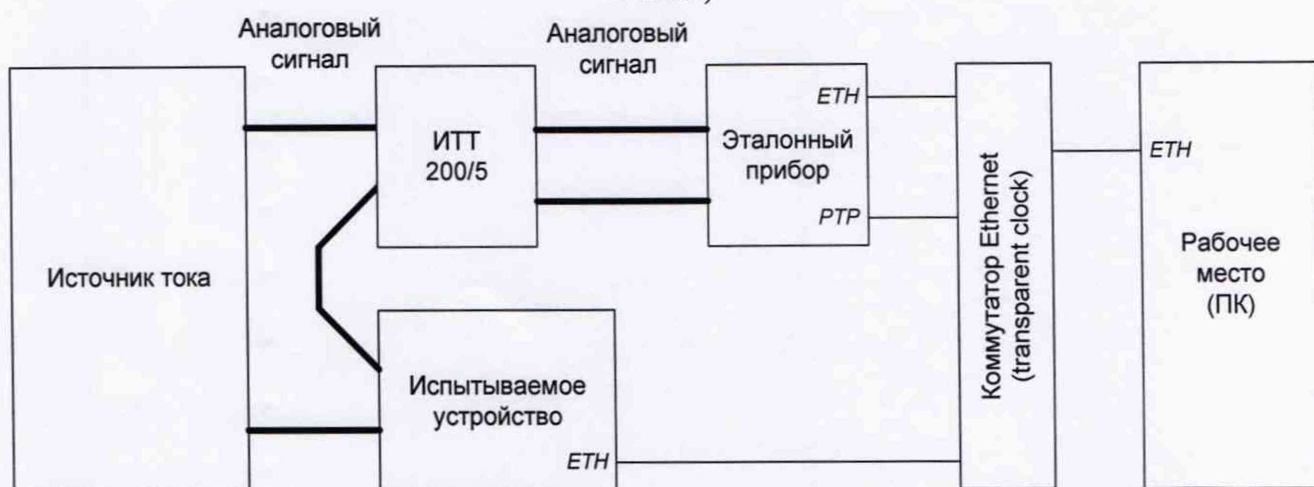 Аналоговый
сигнал
Аналоговый
сигнал
ИТТ
200/5
ETH
Эталонный
прибор
PTP
Коммутатор Ethernet
(transparent clock)
ETH
Рабочее
место
(ПК)
Источник тока
Испытываемое
устройство
ETH